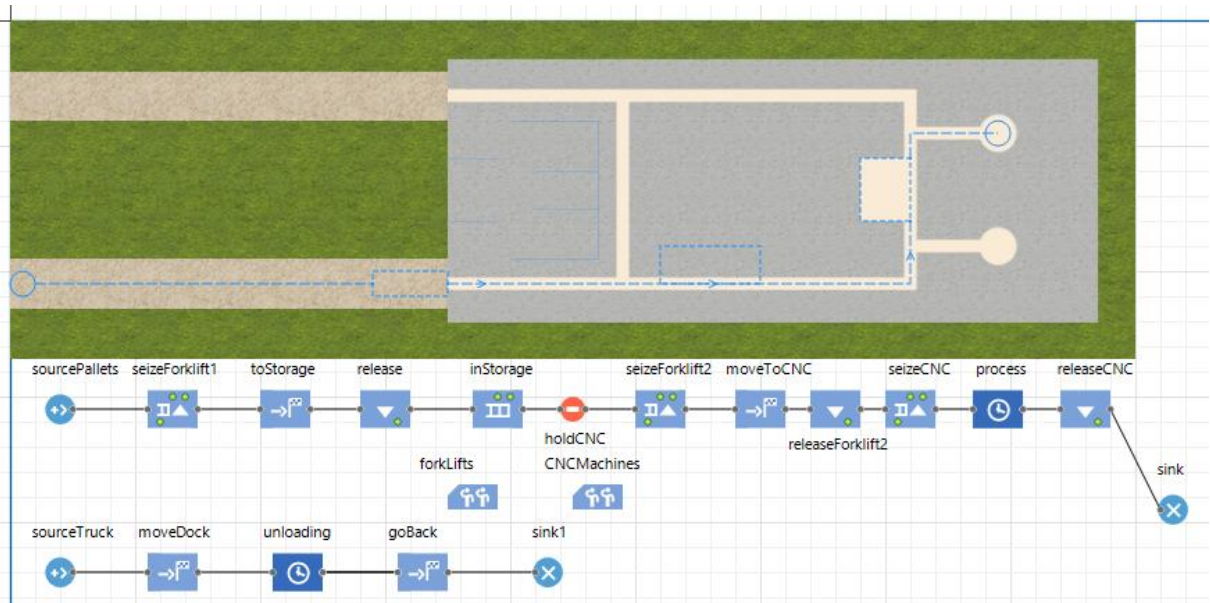 sourcePallets seizeForklift1 toStorage release inStorage seizeForklift2 moveToCNC seizeCNC process releaseCNC
holdCNC releaseForklift2
forkLifts CNCMachines
sink
sourceTruck moveDock unloading goBack sink1